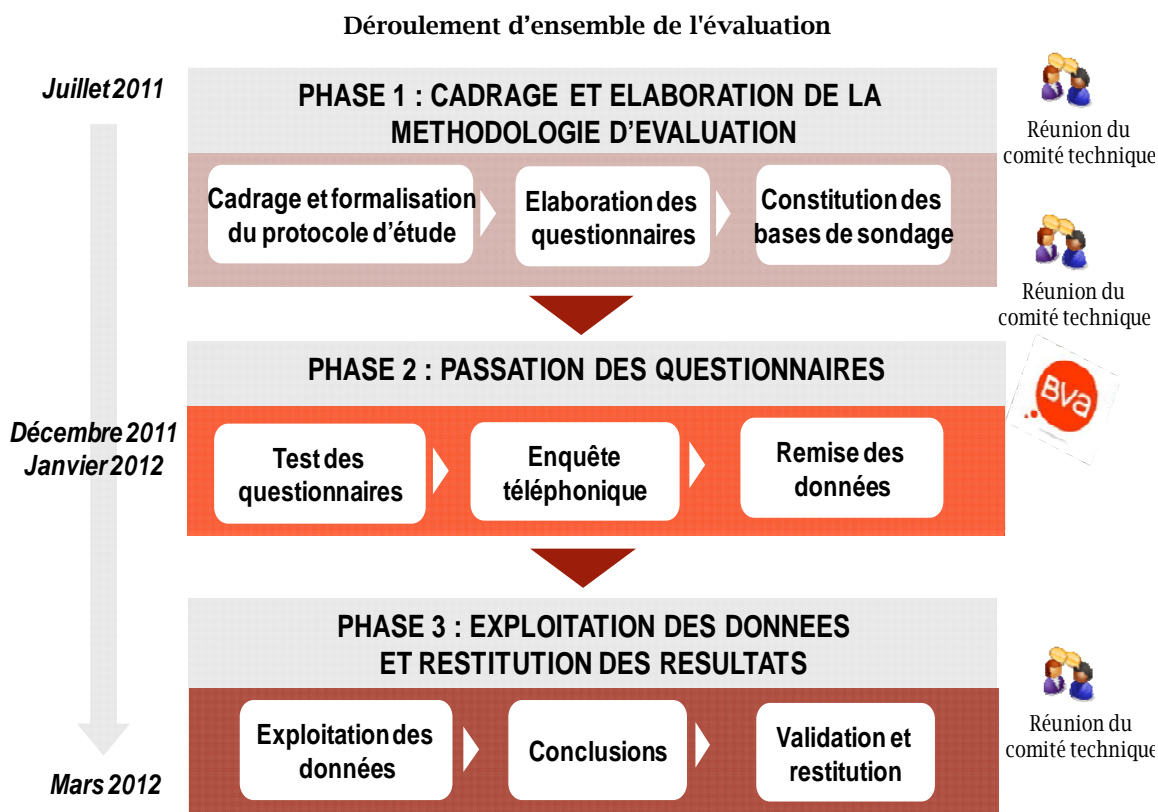 Déroulement d'ensemble de l'évaluation
Juillet 2011
PHASE 1 : CADRAGE ET ELABORATION DE LA
METHODOLOGIE D'EVALUATION
Réunion du
comité technique
Cadrage et formalisation
du protocole d'étude
Elaboration des
questionnaires
Constitution des
bases de sondage
Réunion du
comité technique
PHASE 2 : PASSATION DES QUESTIONNAIRES
BVa
Décembre 2011
Janvier 2012
Test des
questionnaires
Enquête
téléphonique
Remise des
données
PHASE 3 : EXPLOITATION DES DONNEES
ET RESTITUTION DES RESULTATS
Réunion du
comité technique
Exploitation des
données
Conclusions
Validation et
restitution
Mars 2012